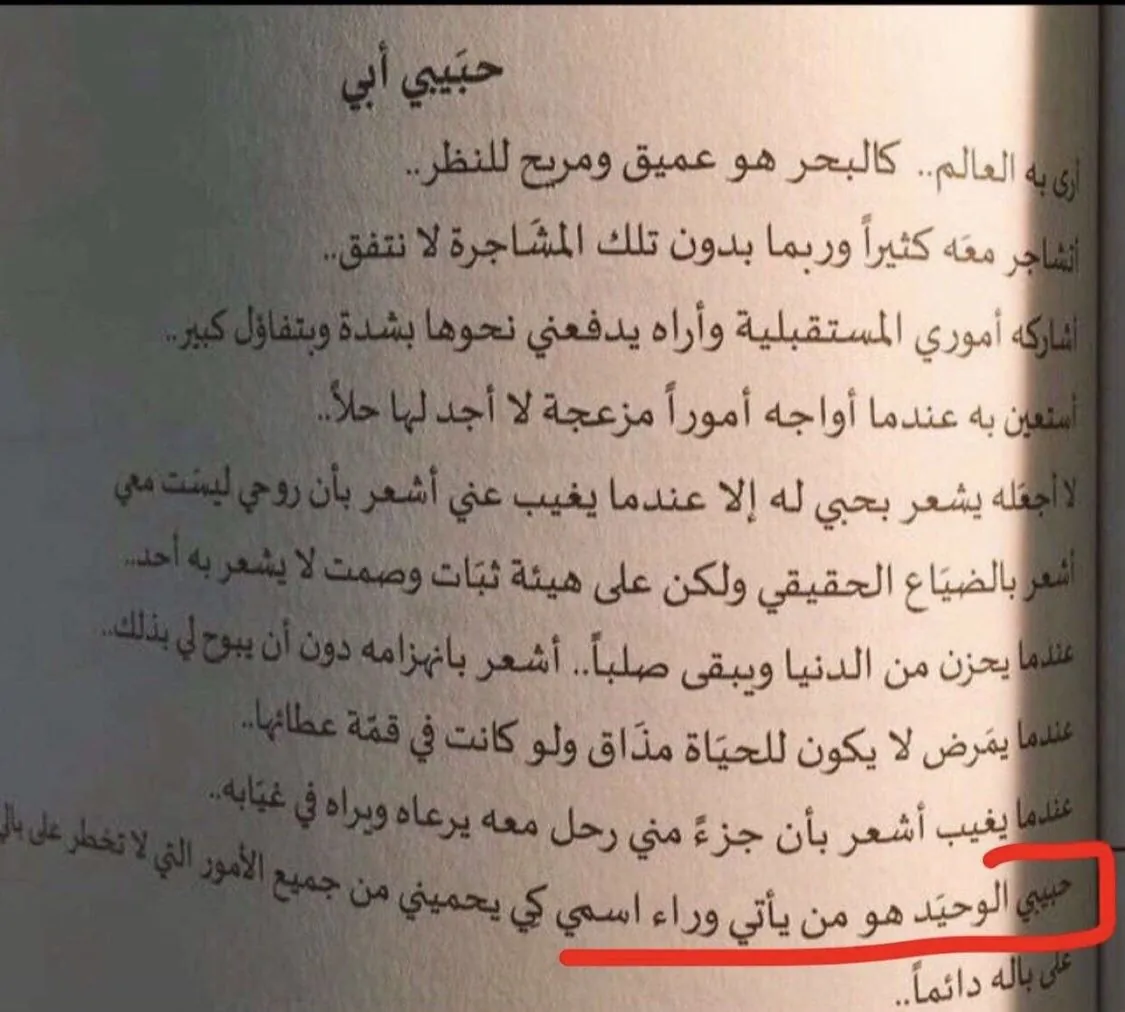 حبَيبي أبي
أرى به العالم.. كالبحر هو عميق ومريح للنظر..
أتشاجر معَه كثيراً وربما بدون تلك المشَاجرة لا نتفق..
أشاركه أموري المستقبلية وأراه يدفعني نحوها بشدة وبتفاؤل كبير..
أستعين به عندما أواجه أموراً مزعجة لا أجد لها حلاً..
لا أجعَله يشعر بحبي له إلا عندما يغيب عني أشعر بأن روحي ليسَت معي
أشعر بالضيَاع الحقيقي ولكن على هيئة ثبَات وصمت لا يشعر به أحد..
عندما يحزن من الدنيا ويبقى صلباً.. أشعر بانهزامه دون أن يبوح لي بذلك..
عندما يمَرض لا يكون للحيَاة مذَاق ولو كانت في قمّة عطائها..
عندما يغيب أشعر بأن جزءً مني رحل معه يرعاه ويراه في غيَابه..
حبيبي الوحيَد هو من يأتي وراء اسمي كي يحميني من جميع الأمور التي لا تخطر على بالي
على باله دائماً..